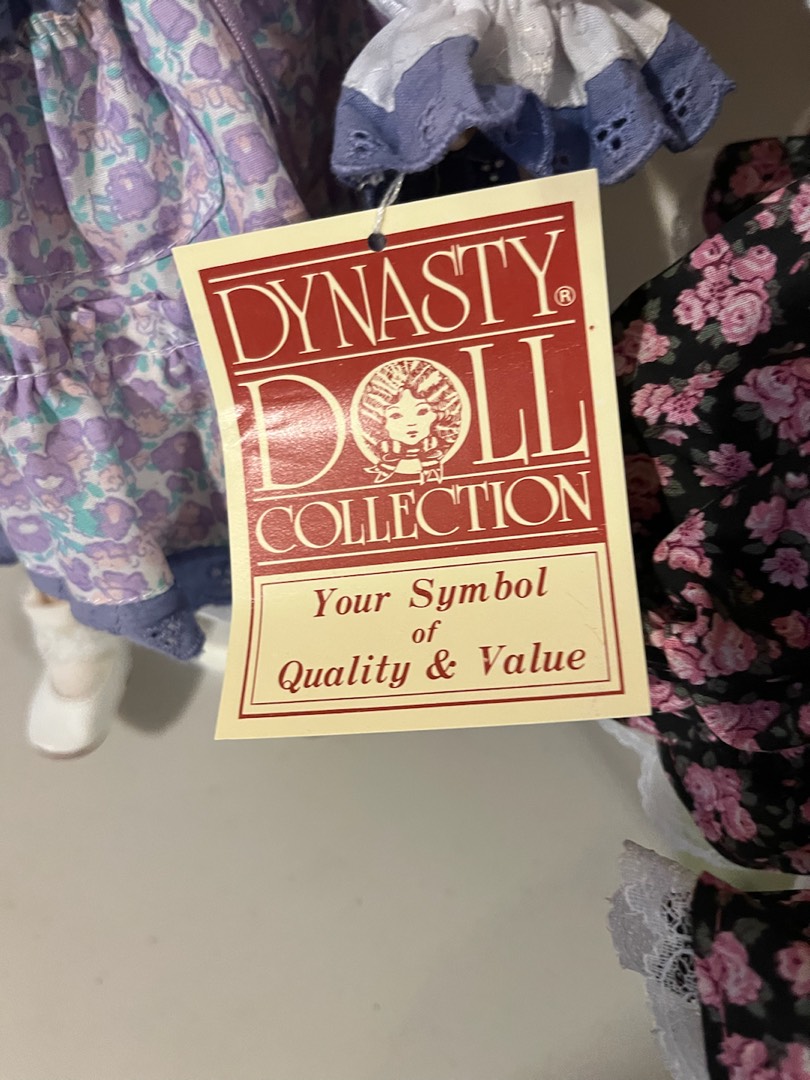 DYNASTY®
DOLL
COLLECTION
Your Symbol
of
Quality & Value